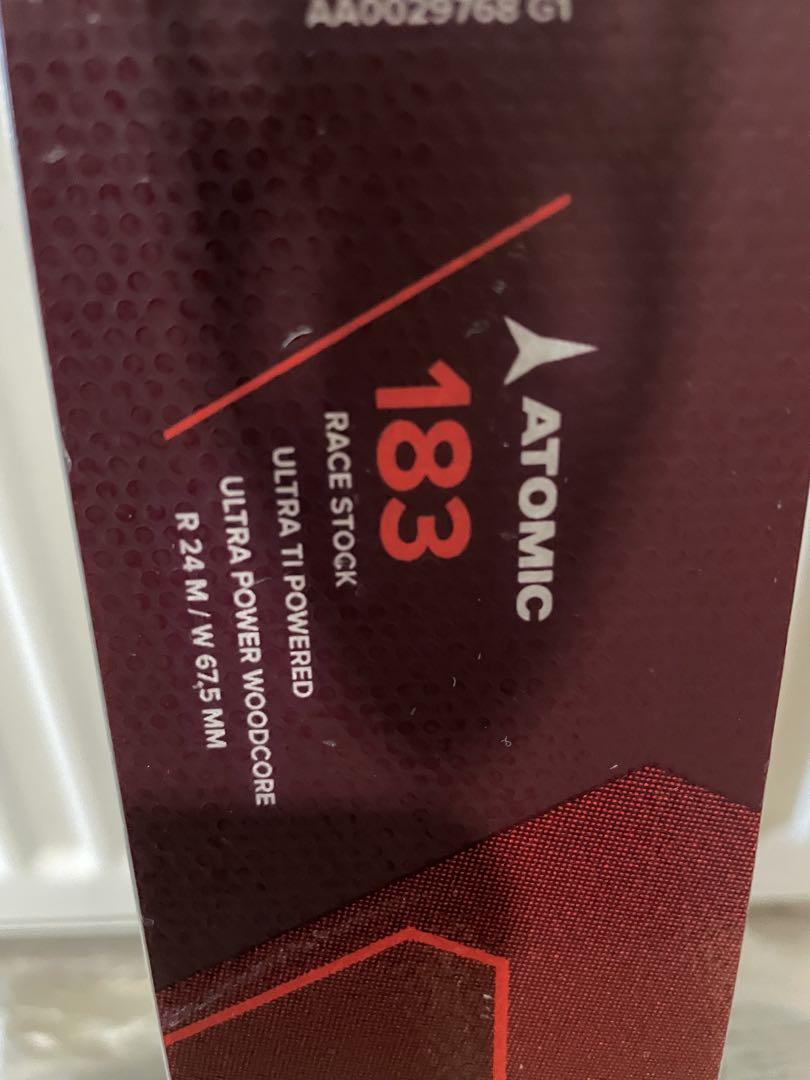 AA0029768 G1
ATOMIC
183
RACE STOCK
ULTRA TI POWERED
ULTRA POWER WOODCORE
R 24 M / W 67,5 MM